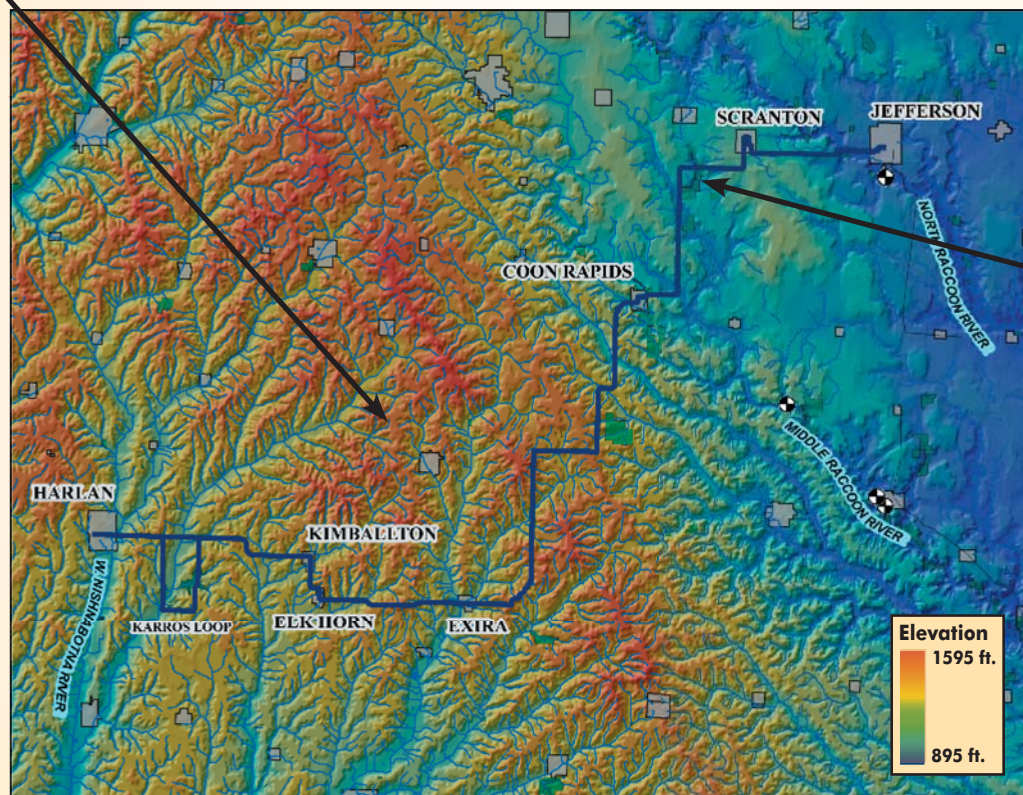 SCRANTON
JEFFERSON
NORTH RACCOON RIVER
COON RAPIDS
MIDDLE RACCOON RIVER
HARLAN
KIMBALLTON
W. NISHNABOTNA RIVER
KARROS LOOP
ELK HORN
EXIRA
Elevation
1595 ft.
895 ft.